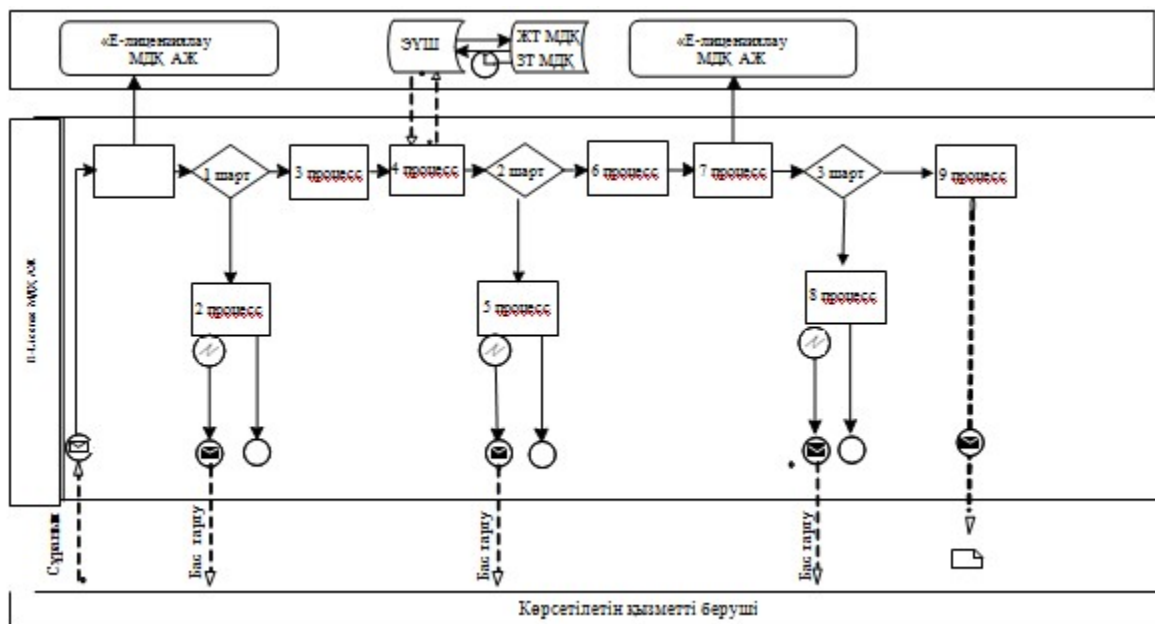 «Е-лицензиялау
МДҚ АЖ
ЭҮШ
ЖТ МДҚ
ЗТ МДҚ
«Е-лицензиялау
МДҚ АЖ
1 шарт
3 процесс
4 процесс
2 шарт
6 процесс
7 процесс
3 шарт
9 процесс
2 процесс
5 процесс
8 процесс
МДҚ АЖ
Бас тарту
Бас тарту
Бас тарту
Көрсетілетін қызметті беруші